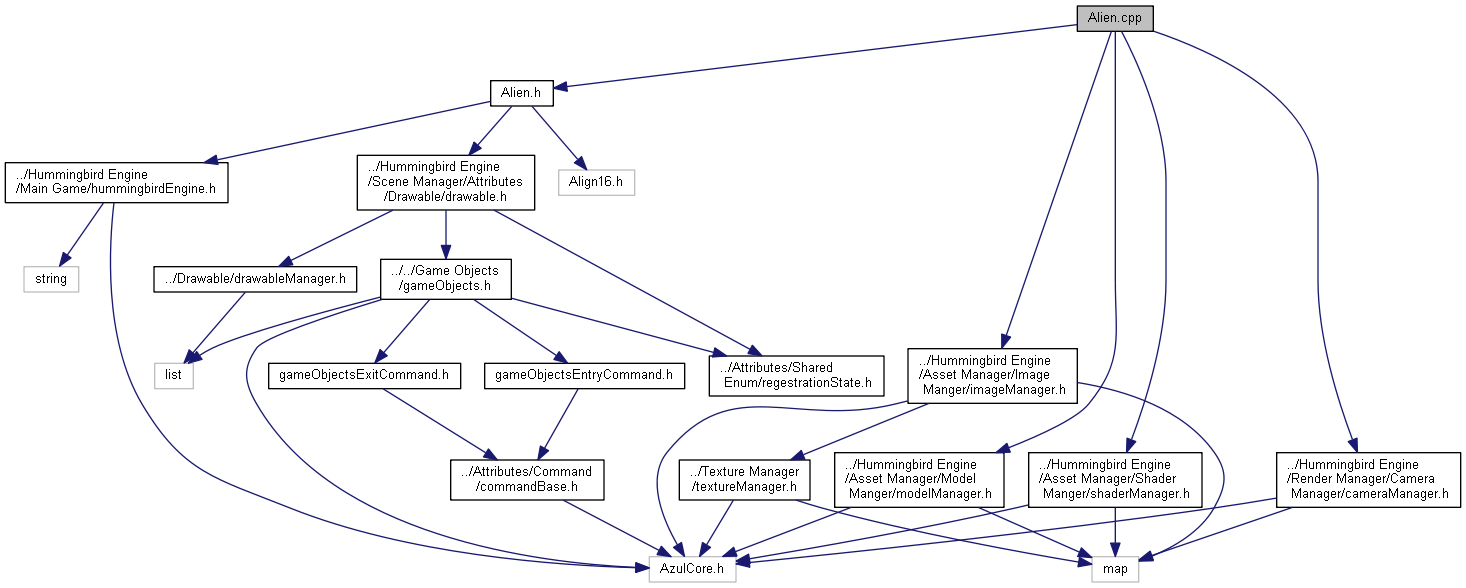 Alien.cpp
Alien.h
../Hummingbird Engine
/Main Game/hummingbirdEngine.h
../Hummingbird Engine
/Scene Manager/Attributes
/Drawable/drawable.h
Align16.h
string
../Drawable/drawableManager.h
../../Game Objects
/gameObjects.h
list
gameObjectsExitCommand.h
gameObjectsEntryCommand.h
../Attributes/Shared
Enum/regestrationState.h
../Hummingbird Engine
/Asset Manager/Image
Manger/imageManager.h
../Attributes/Command
/commandBase.h
../Texture Manager
/textureManager.h
../Hummingbird Engine
/Asset Manager/Model
Manger/modelManager.h
../Hummingbird Engine
/Asset Manager/Shader
Manger/shaderManager.h
../Hummingbird Engine
/Render Manager/Camera
Manager/cameraManager.h
AzulCore.h
map